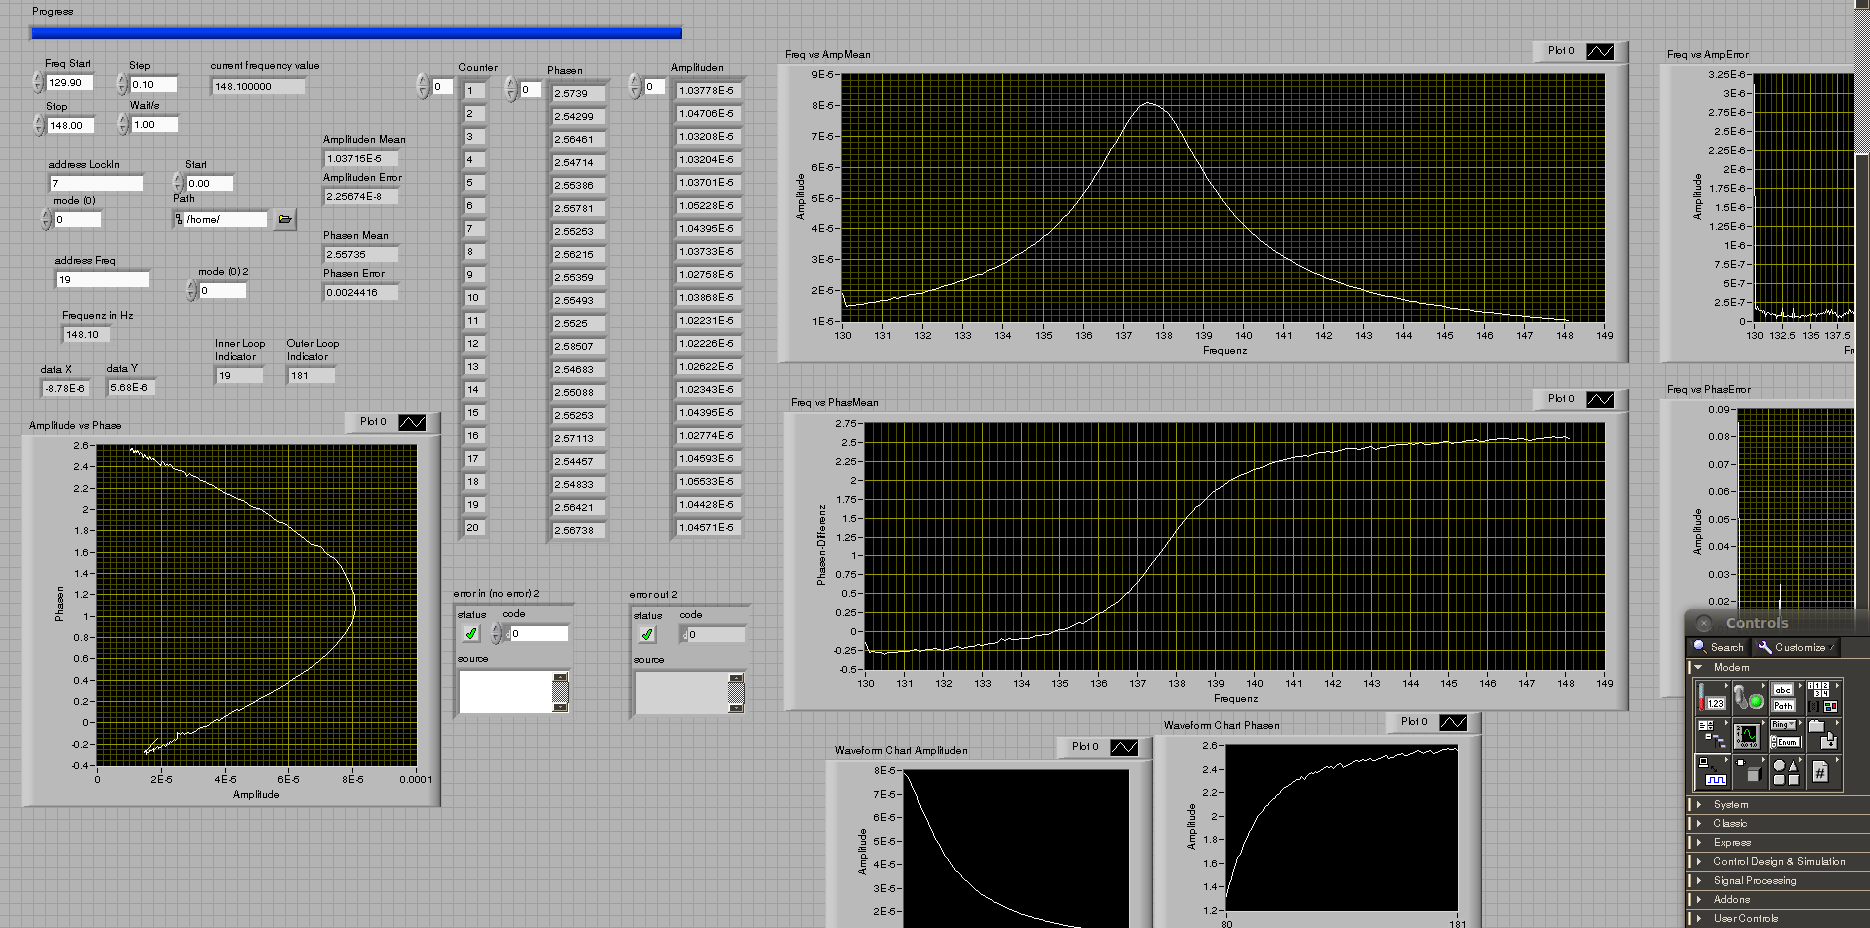 Progress
Freq Start
129.90
Step
0.10
current frequency value
148.100000
Stop
148.00
Wait/s
1.00
address LockIn
7
Start
0.00
mode (0)
0
Path
/home/
address Freq
19
mode (0) 2
0
Frequenz in Hz
148.10
Inner Loop
Indicator
19
Outer Loop
Indicator
181
data X
-8.78E-6
data Y
5.68E-6
Amplituden Mean
1.03715E-5
Amplituden Error
2.25674E-8
Phasen Mean
2.55735
Phasen Error
0.0024416
Counter Phasen Amplituden
0 0 0
1 2.5739 1.03778E-5
2 2.54299 1.04706E-5
3 2.56461 1.03208E-5
4 2.54714 1.03204E-5
5 2.55386 1.03701E-5
6 2.55781 1.05228E-5
7 2.55253 1.04395E-5
8 2.56215 1.03733E-5
9 2.55359 1.02758E-5
10 2.55493 1.03868E-5
11 2.5525 1.02231E-5
12 2.58507 1.02226E-5
13 2.54683 1.02622E-5
14 2.55088 1.02343E-5
15 2.55253 1.04395E-5
16 2.57113 1.02774E-5
17 2.54457 1.04593E-5
18 2.54833 1.05533E-5
19 2.56421 1.04428E-5
20 2.56738 1.04571E-5
Amplitude vs Phase
Plot 0
2.6
2.4
2.2
2
1.8
1.6
1.4
1.2
1
0.8
0.6
0.4
0.2
0
-0.2
-0.4
Phasen
0 2E-5 4E-5 6E-5 8E-5 0.0001
Amplitude
error in (no error) 2
status code
0
source
error out 2
status code
0
source
Freq vs AmpMean
Plot 0
9E-5
8E-5
7E-5
6E-5
5E-5
4E-5
3E-5
2E-5
1E-5
Amplitude
130 131 132 133 134 135 136 137 138 139 140 141 142 143 144 145 146 147 148 149
Frequenz
Freq vs PhasMean
Plot 0
2.75
2.5
2.25
2
1.75
1.5
1.25
1
0.75
0.5
0.25
0
-0.25
-0.5
Phasen-Differenz
130 131 132 133 134 135 136 137 138 139 140 141 142 143 144 145 146 147 148 149
Frequenz
Waveform Chart Amplituden
Plot 0
8E-5
7E-5
6E-5
5E-5
4E-5
3E-5
2E-5
Amplitude
Waveform Chart Phasen
Plot 0
2.6
2.4
2.2
2
1.8
1.6
1.4
1.2
Amplitude
80 181
Freq vs AmpError
3.25E-6
3E-6
2.75E-6
2.5E-6
2.25E-6
2E-6
1.75E-6
1.5E-6
1.25E-6
1E-6
7.5E-7
5E-7
2.5E-7
0
Amplitude
130 132.5 135 137.5
Fr
Freq vs PhasError
0.09
0.08
0.07
0.06
0.05
0.04
0.03
0.02
Amplitude
Controls
Search Customize
Modern
1.23
abc
Path
1 2
3 4
Ring
Enum
#
System
Classic
Express
Control Design & Simulation
Signal Processing
Addons
User Controls